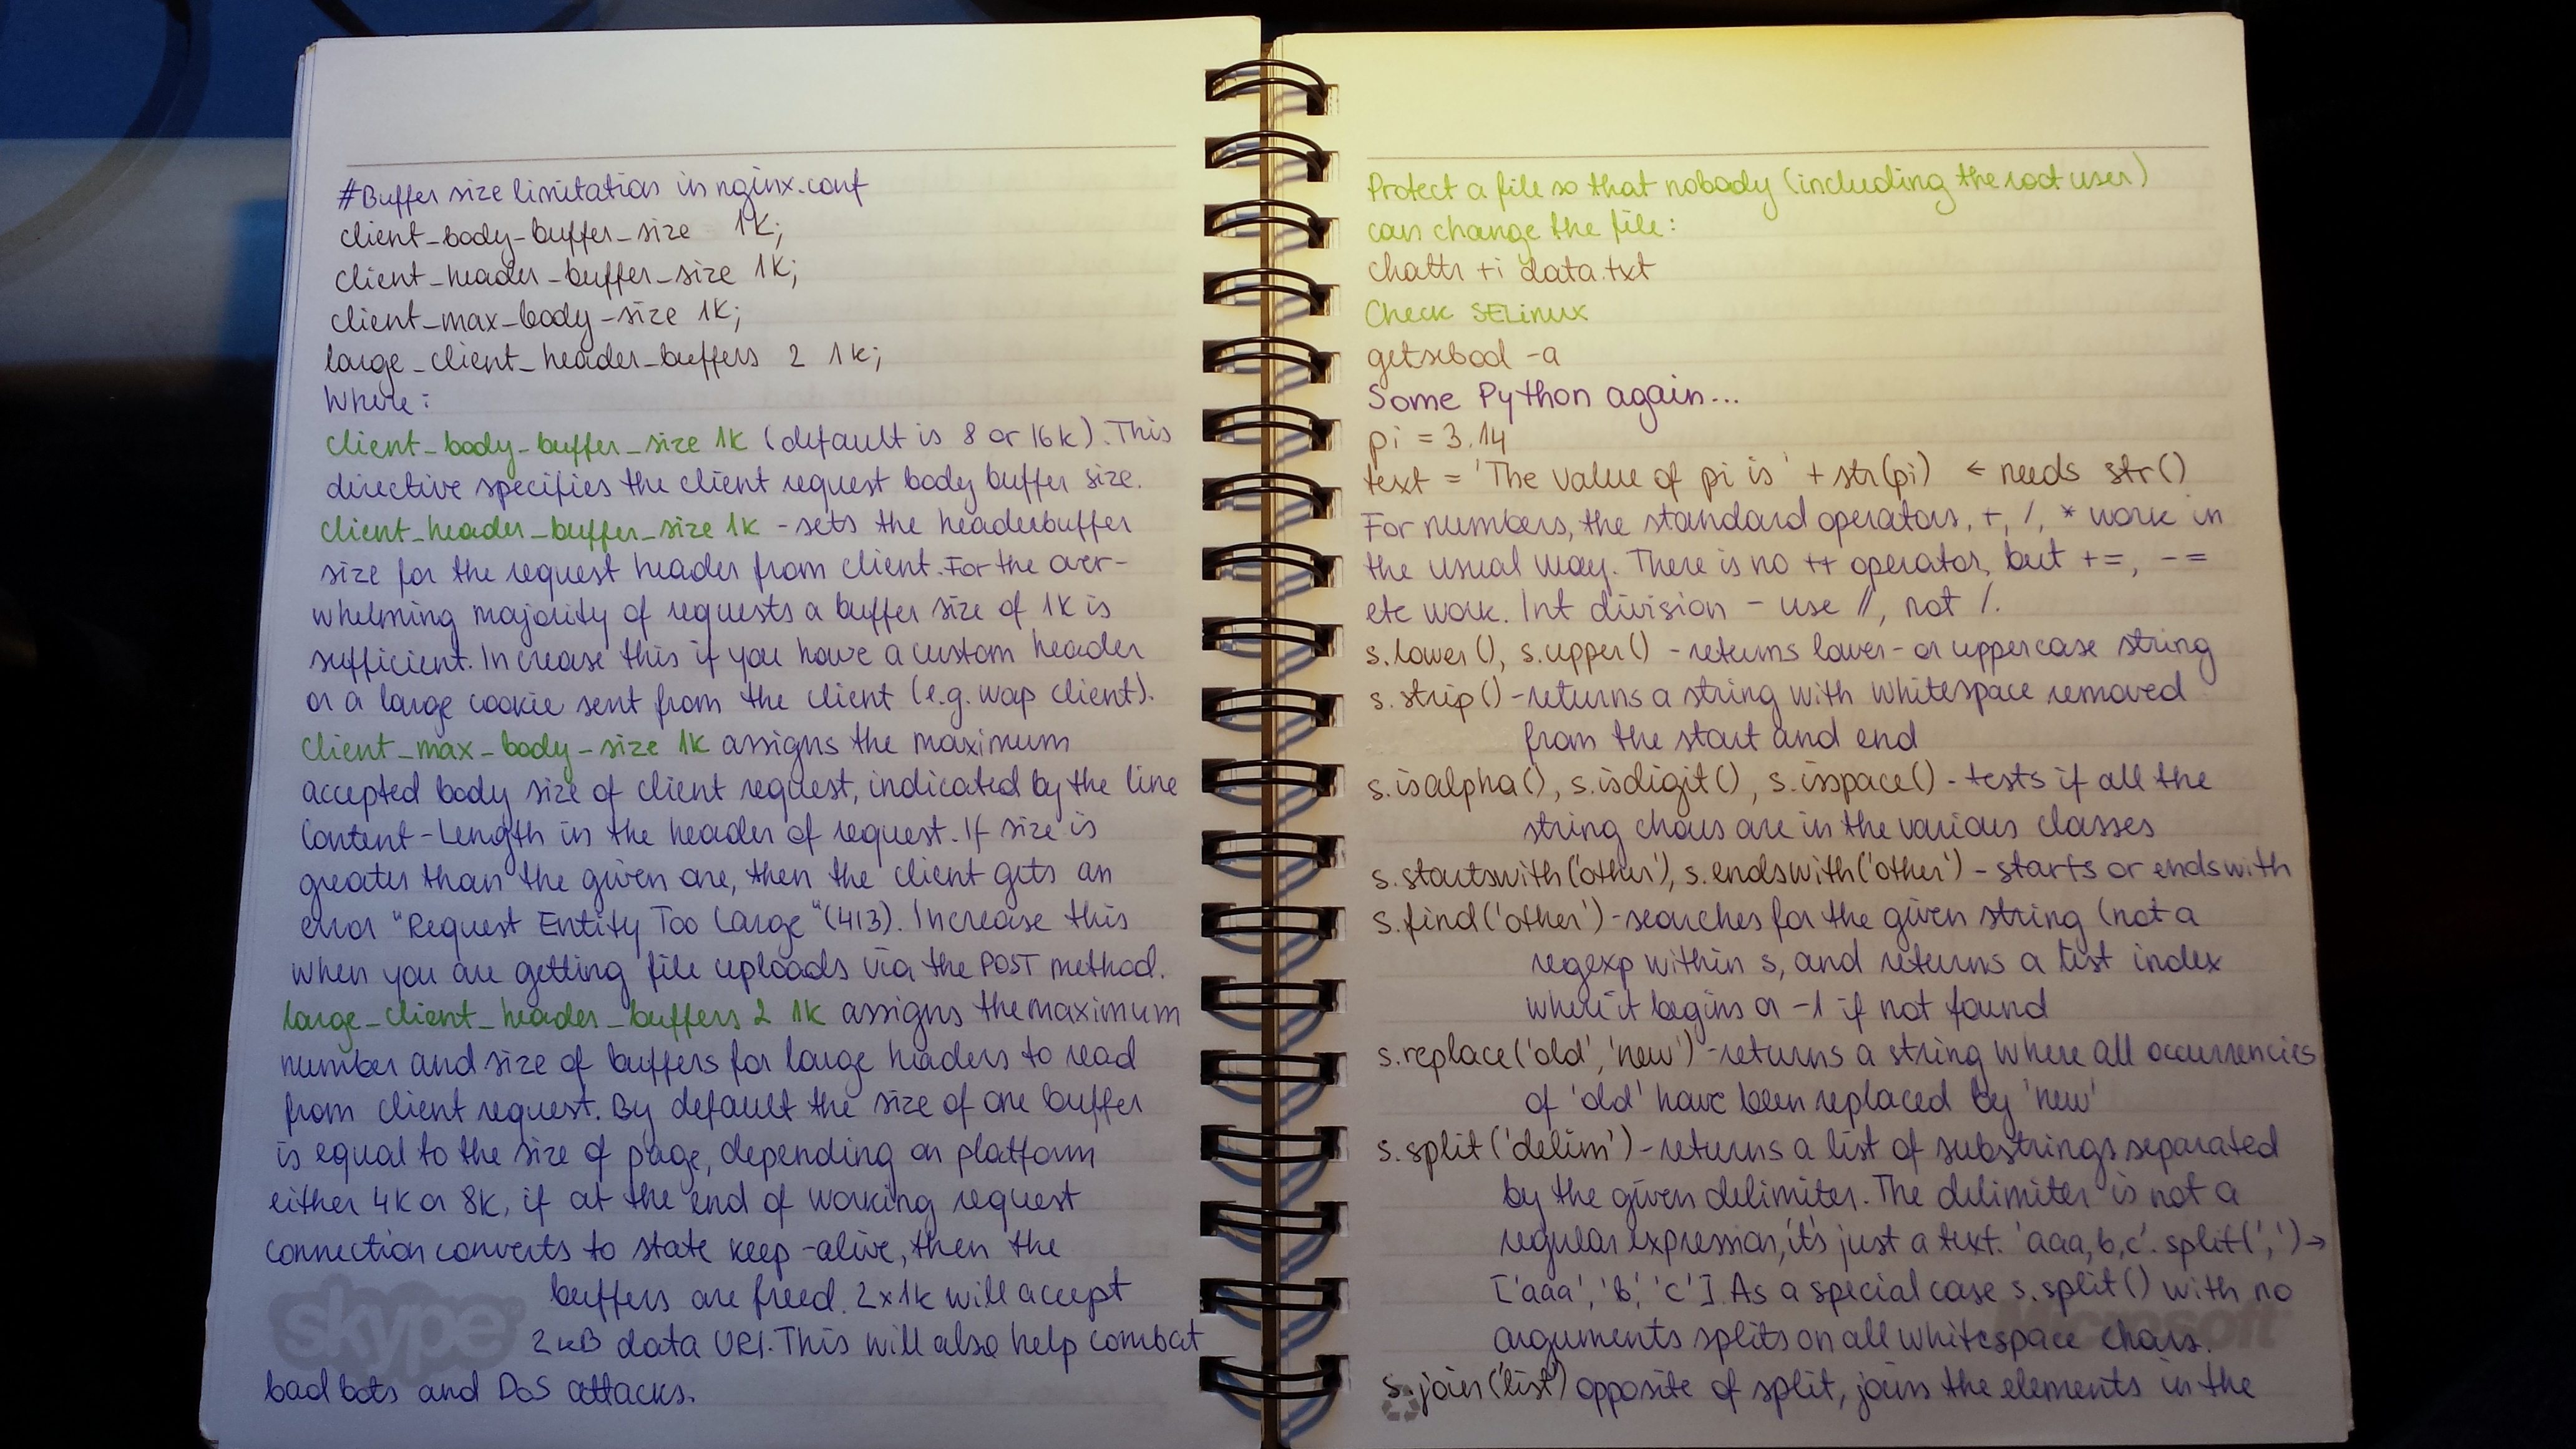 #Buffer size limitation in nginx.conf
client_body_buffer_size 1K;
client_header_buffer_size 1K;
client_max_body_size 1K;
large_client_header_buffers 2 1k;
Where:
client_body_buffer_size 1K (default is 8 or 16k). This
directive specifies the client request body buffer size.
client_header_buffer_size 1K - sets the headerbuffer
size for the request header from client. For the over-
whelming majority of requests a buffer size of 1K is
sufficient. Increase this if you have a custom header
or a large cookie sent from the client (e.g. wap client).
client_max_body_size 1K assigns the maximum
accepted body size of client request, indicated by the line
Content-Length in the header of request. If size is
greater than the given one, then the client gets an
error "Request Entity Too Large" (413). Increase this
when you are getting file uploads via the POST method.
large_client_header_buffers 2 1K assigns the maximum
number and size of buffers for large headers to read
from client request. By default the size of one buffer
is equal to the size of page, depending on platform
either 4K or 8K, if at the end of working request
connection converts to state keep-alive, then the
buffers are freed. 2x1k will accept
2 kB data URI. This will also help combat
bad bots and DoS attacks.
skype
Protect a file so that nobody (including the root user)
can change the file:
chattr +i data.txt
Check SELinux
getsebool -a
Some Python again...
pi = 3.14
text = 'The value of pi is ' + str(pi) ← needs str()
For numbers, the standard operators, +, /, * work in
the usual way. There is no ++ operator, but +=, -=
etc work. Int division - use //, not /.
s.lower(), s.upper() - returns lower- or uppercase string
s.strip() - returns a string with whitespace removed
from the start and end
s.isalpha(), s.isdigit(), s.isspace() - tests if all the
string chars are in the various classes
s.startswith('other'), s.endswith('other') - starts or ends with
s.find('other') - searches for the given string (not a
regexp within s, and returns a list index
where it begins or -1 if not found
s.replace('old', 'new') - returns a string where all occurrencies
of 'old' have been replaced by 'new'
s.split('delim') - returns a list of substrings separated
by the given delimiter. The delimiter is not a
regular expression, it's just a text. 'aaa,b,c'.split(',') →
['aaa', 'b', 'c']. As a special case s.split() with no
arguments splits on all whitespace chars.
s.join('list') opposite of split, joins the elements in the
Microsoft